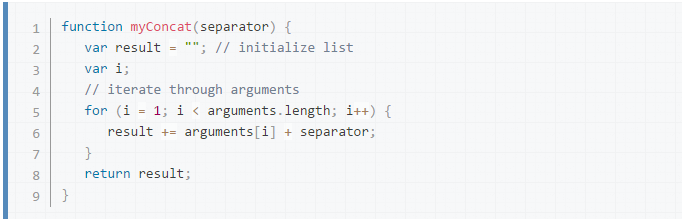 1 function myConcat(separator) {
2    var result = ""; // initialize list
3    var i;
4    // iterate through arguments
5    for (i = 1; i < arguments.length; i++) {
6       result += arguments[i] + separator;
7    }
8    return result;
9 }